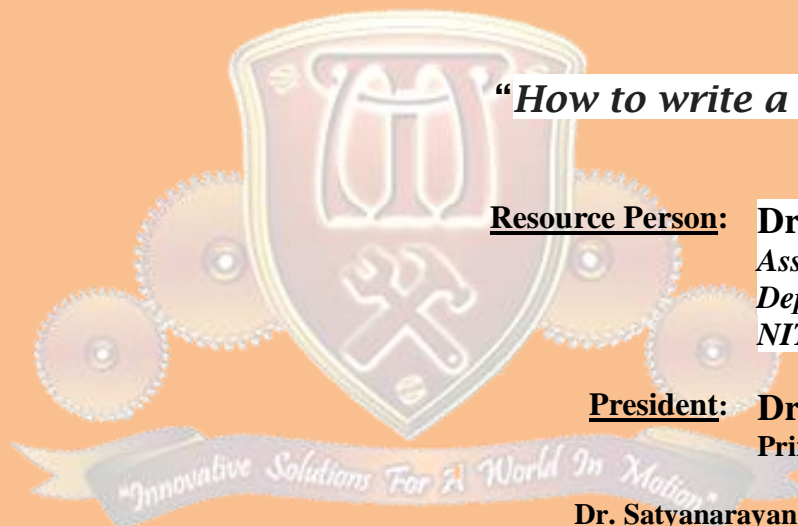 “How to write a
Resource Person: Dr
Ass
Dep
NIT
President: Dr
Prin
"Innovative Solutions For A World In Motion"
Dr. Satyanarayan